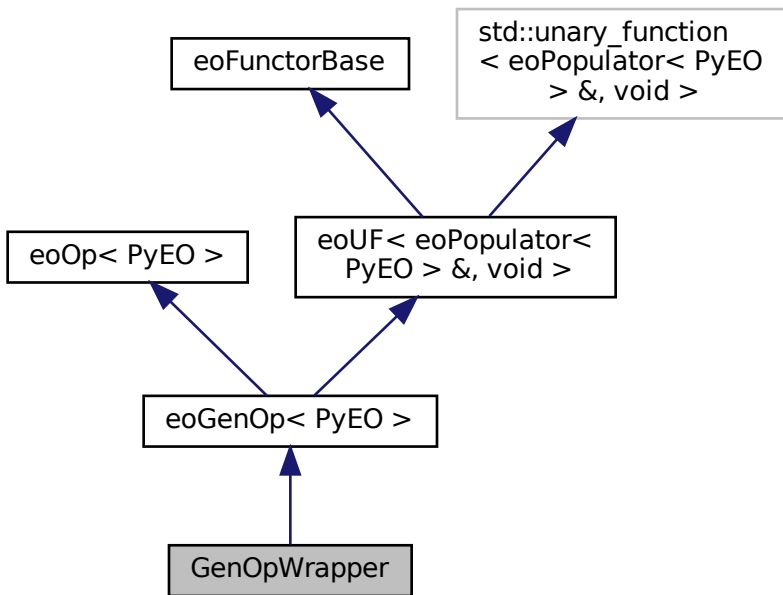 std::unary_function
< eoPopulator< PyEO
> &, void >
eoFunctorBase
eoUF< eoPopulator<
PyEO > &, void >
eoOp< PyEO >
eoGenOp< PyEO >
GenOpWrapper